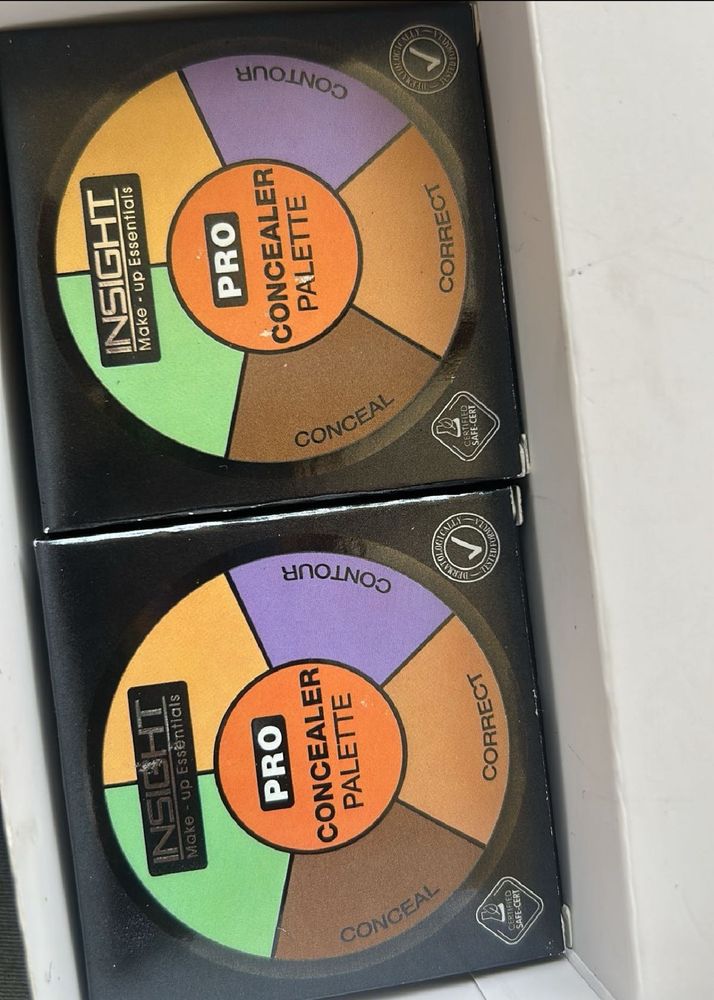 INSIGHT
Make - up Essentials
PRO
CONCEALER
PALETTE
CONTOUR
CORRECT
CONCEAL
DERMATOLOGICALLY
CERTIFIED
SAFE-CERT
INSIGHT
Make - up Essentials
PRO
CONCEALER
PALETTE
CONTOUR
CORRECT
CONCEAL
DERMATOLOGICALLY
CERTIFIED
SAFE-CERT